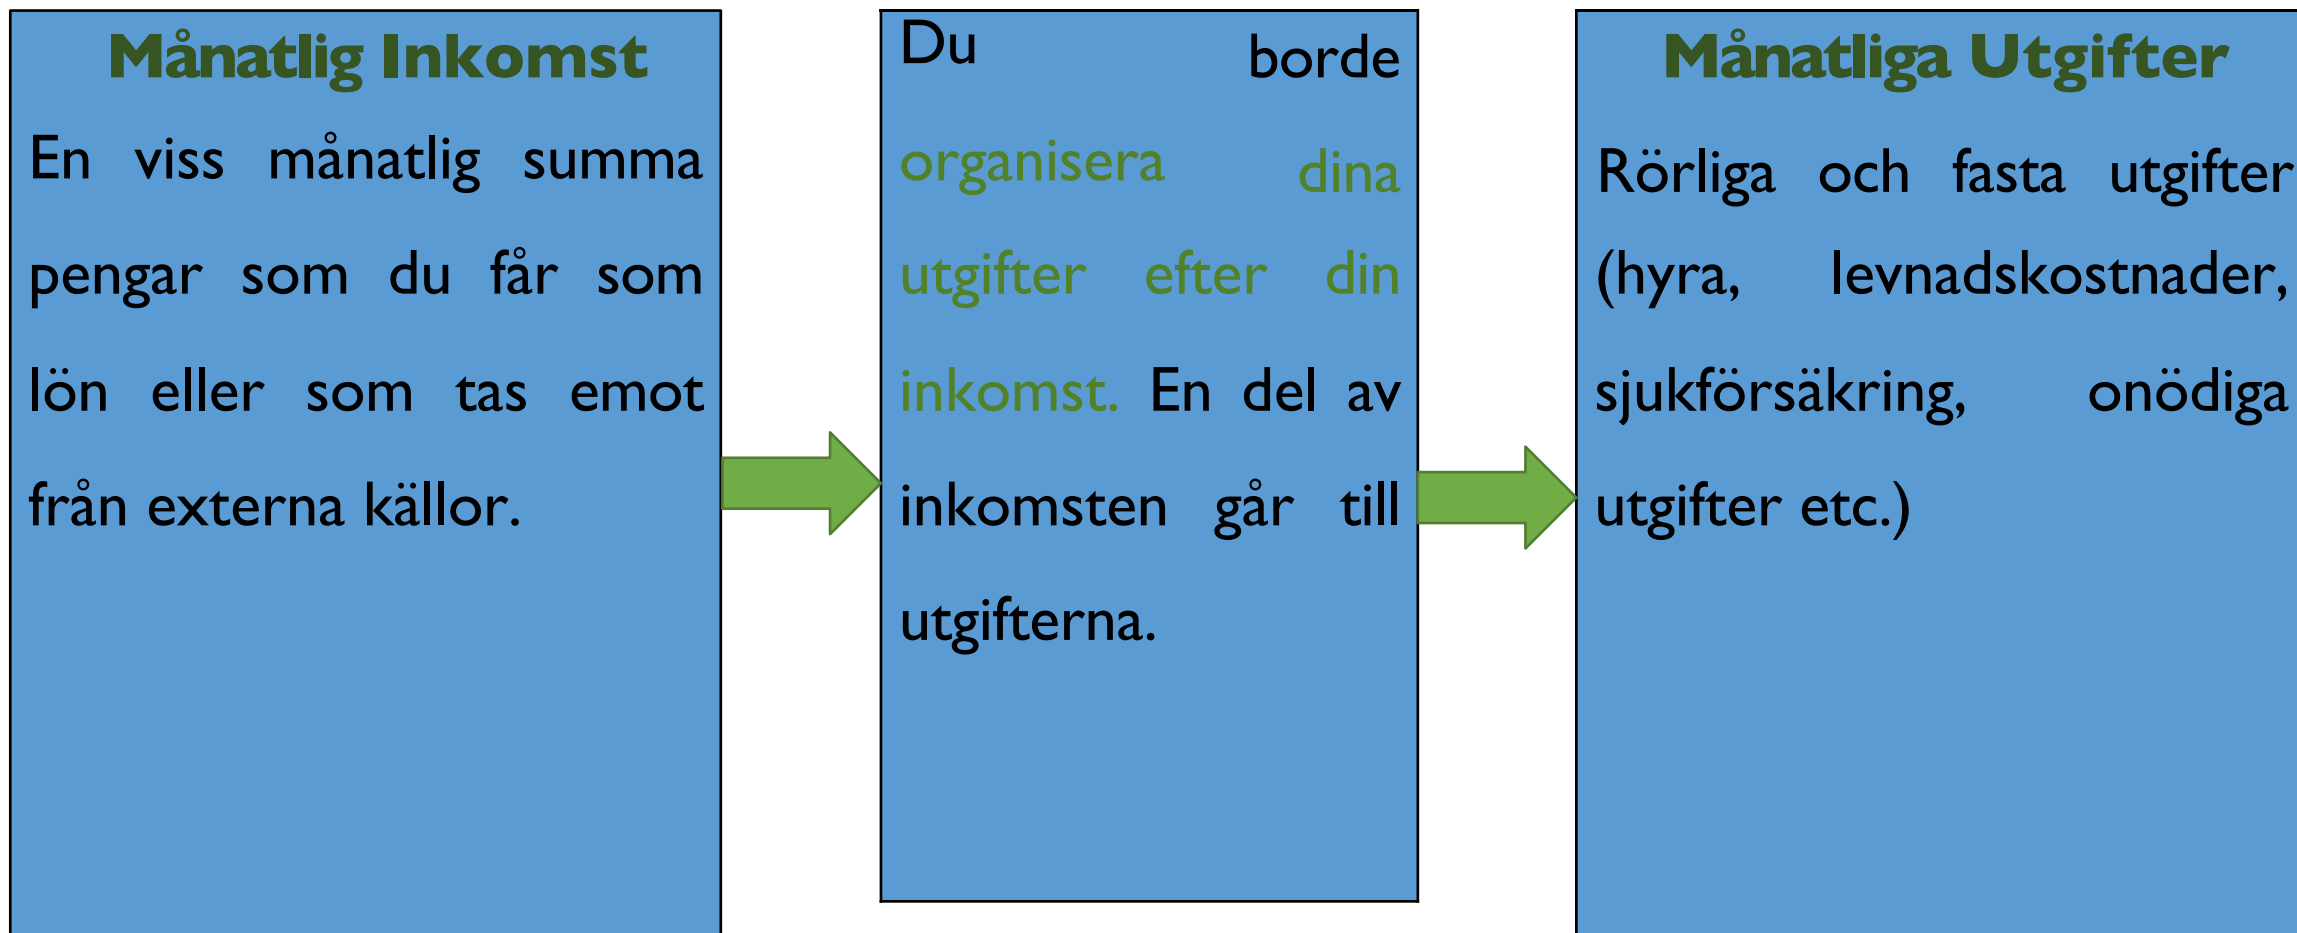 Månatlig Inkomst
En viss månatlig summa
pengar som du får som
lön eller som tas emot
från externa källor.
Du borde
organisera dina
utgifter efter din
inkomst. En del av
inkomsten går till
utgifterna.
Månatliga Utgifter
Rörliga och fasta utgifter
(hyra, levnadskostnader,
sjukförsäkring, onödiga
utgifter etc.)